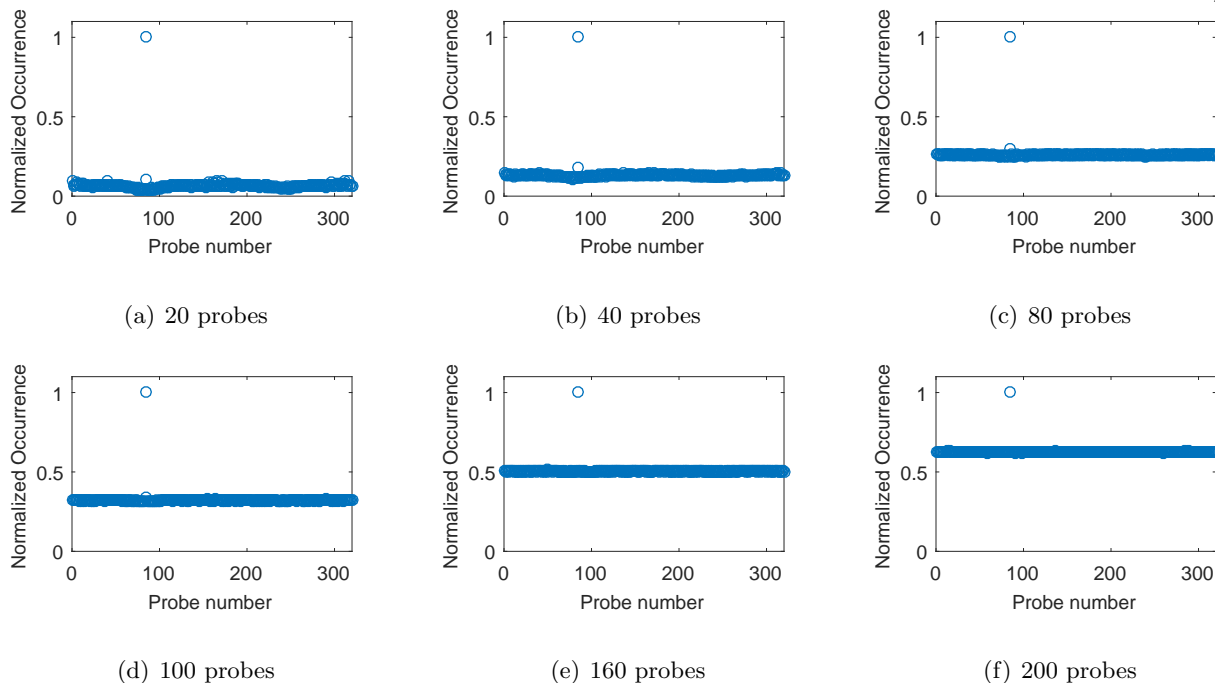 Normalized Occurrence
1
0.5
0
0 100 200 300
Probe number
(a) 20 probes
Normalized Occurrence
1
0.5
0
0 100 200 300
Probe number
(b) 40 probes
Normalized Occurrence
1
0.5
0
0 100 200 300
Probe number
(c) 80 probes
Normalized Occurrence
1
0.5
0
0 100 200 300
Probe number
(d) 100 probes
Normalized Occurrence
1
0.5
0
0 100 200 300
Probe number
(e) 160 probes
Normalized Occurrence
1
0.5
0
0 100 200 300
Probe number
(f) 200 probes